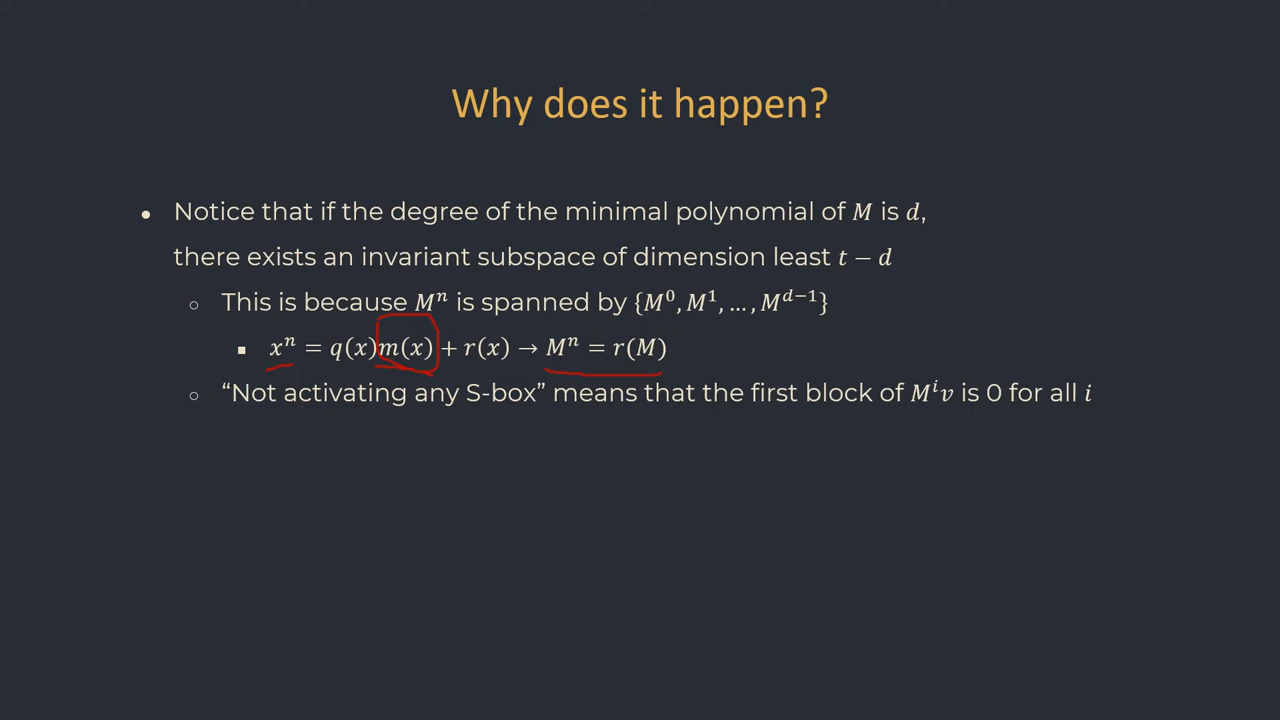 Why does it happen?
Notice that if the degree of the minimal polynomial of M is d,
there exists an invariant subspace of dimension least t − d
This is because Mⁿ is spanned by {M⁰, M¹, …, Mᵈ⁻¹}
xⁿ = q(x)m(x) + r(x) → Mⁿ = r(M)
“Not activating any S-box” means that the first block of Mⁱv is 0 for all i